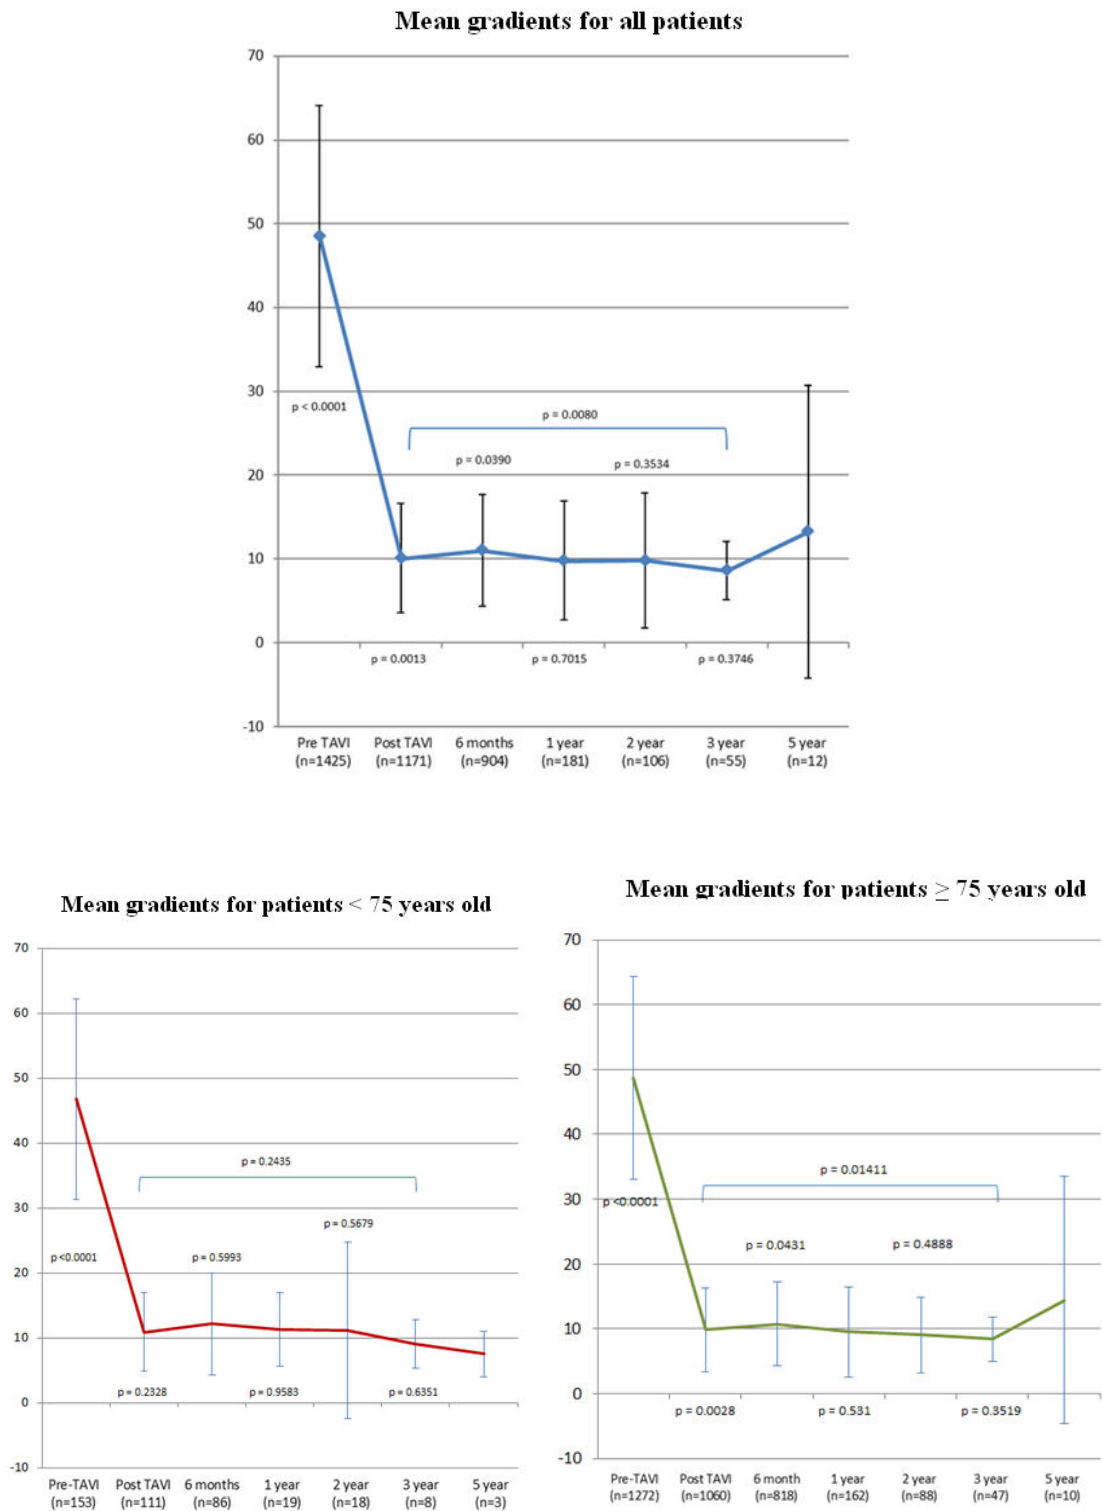 Mean gradients for all patients
70
60
50
40
30
20
10
0
-10
p < 0.0001
p = 0.0080
p = 0.0390
p = 0.3534
p = 0.0013
p = 0.7015
p = 0.3746
Pre TAVI Post TAVI 6 months 1 year 2 year 3 year 5 year
(n=1425) (n=1171) (n=904) (n=181) (n=106) (n=55) (n=12)
Mean gradients for patients < 75 years old
70
60
50
40
30
20
10
0
-10
p = 0.2435
p = 0.5679
p <0.0001
p = 0.5993
p = 0.2328
p = 0.9583
p = 0.6351
Pre-TAVI Post TAVI 6 months 1 year 2 year 3 year 5 year
(n=153) (n=111) (n=86) (n=19) (n=18) (n=8) (n=3)
Mean gradients for patients ≥ 75 years old
70
60
50
40
30
20
10
0
-10
p = 0.01411
p <0.0001
p = 0.0431
p = 0.4888
p = 0.0028
p = 0.531
p = 0.3519
Pre-TAVI Post TAVI 6 month 1 year 2 year 3 year 5 year
(n=1272) (n=1060) (n=818) (n=162) (n=88) (n=47) (n=10)